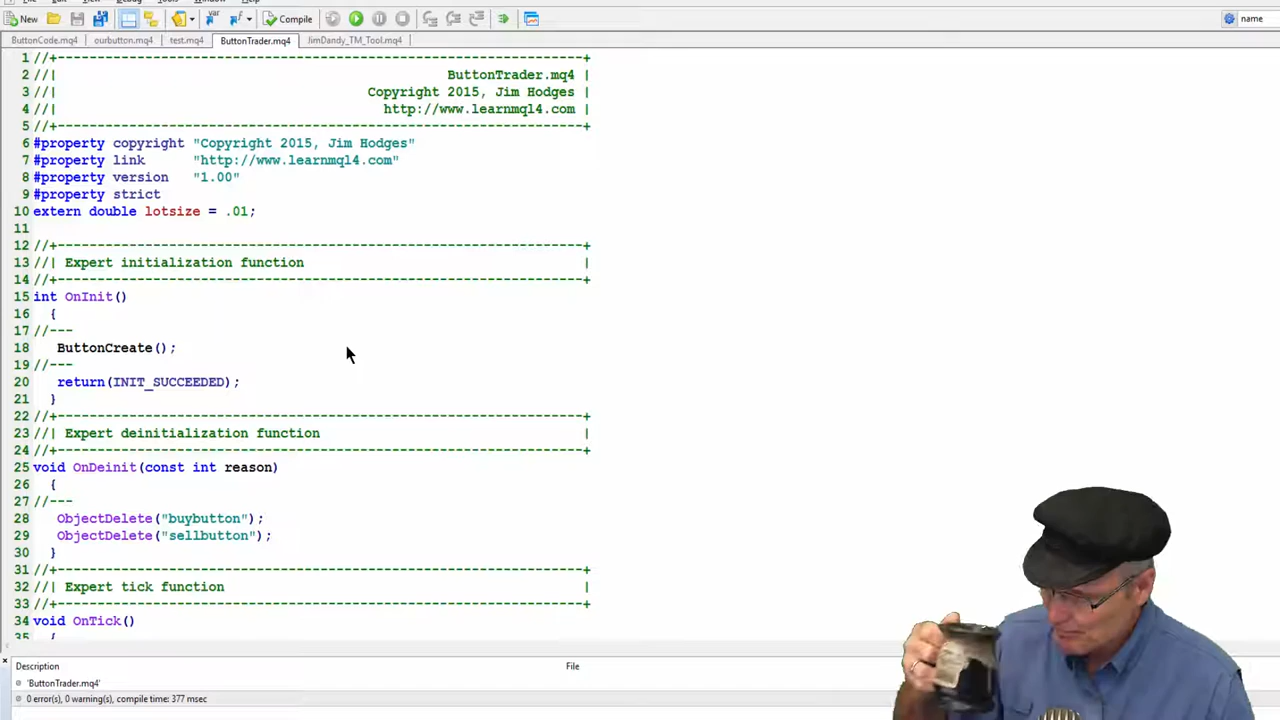 New
Compile
name
ButtonCode.mq4
ourbutton.mq4
test.mq4
ButtonTrader.mq4
JimDandy_TM_Tool.mq4
1 //+------------------------------------------------------------------+
2 //| ButtonTrader.mq4 |
3 //| Copyright 2015, Jim Hodges |
4 //| http://www.learnmql4.com |
5 //+------------------------------------------------------------------+
6 #property copyright "Copyright 2015, Jim Hodges"
7 #property link "http://www.learnmql4.com"
8 #property version "1.00"
9 #property strict
10 extern double lotsize = .01;
11
12 //+------------------------------------------------------------------+
13 //| Expert initialization function |
14 //+------------------------------------------------------------------+
15 int OnInit()
16 {
17 //---
18 ButtonCreate();
19 //---
20 return(INIT_SUCCEEDED);
21 }
22 //+------------------------------------------------------------------+
23 //| Expert deinitialization function |
24 //+------------------------------------------------------------------+
25 void OnDeinit(const int reason)
26 {
27 //---
28 ObjectDelete("buybutton");
29 ObjectDelete("sellbutton");
30 }
31 //+------------------------------------------------------------------+
32 //| Expert tick function |
33 //+------------------------------------------------------------------+
34 void OnTick()
35 {
Description File
'ButtonTrader.mq4'
0 error(s), 0 warning(s), compile time: 377 msec